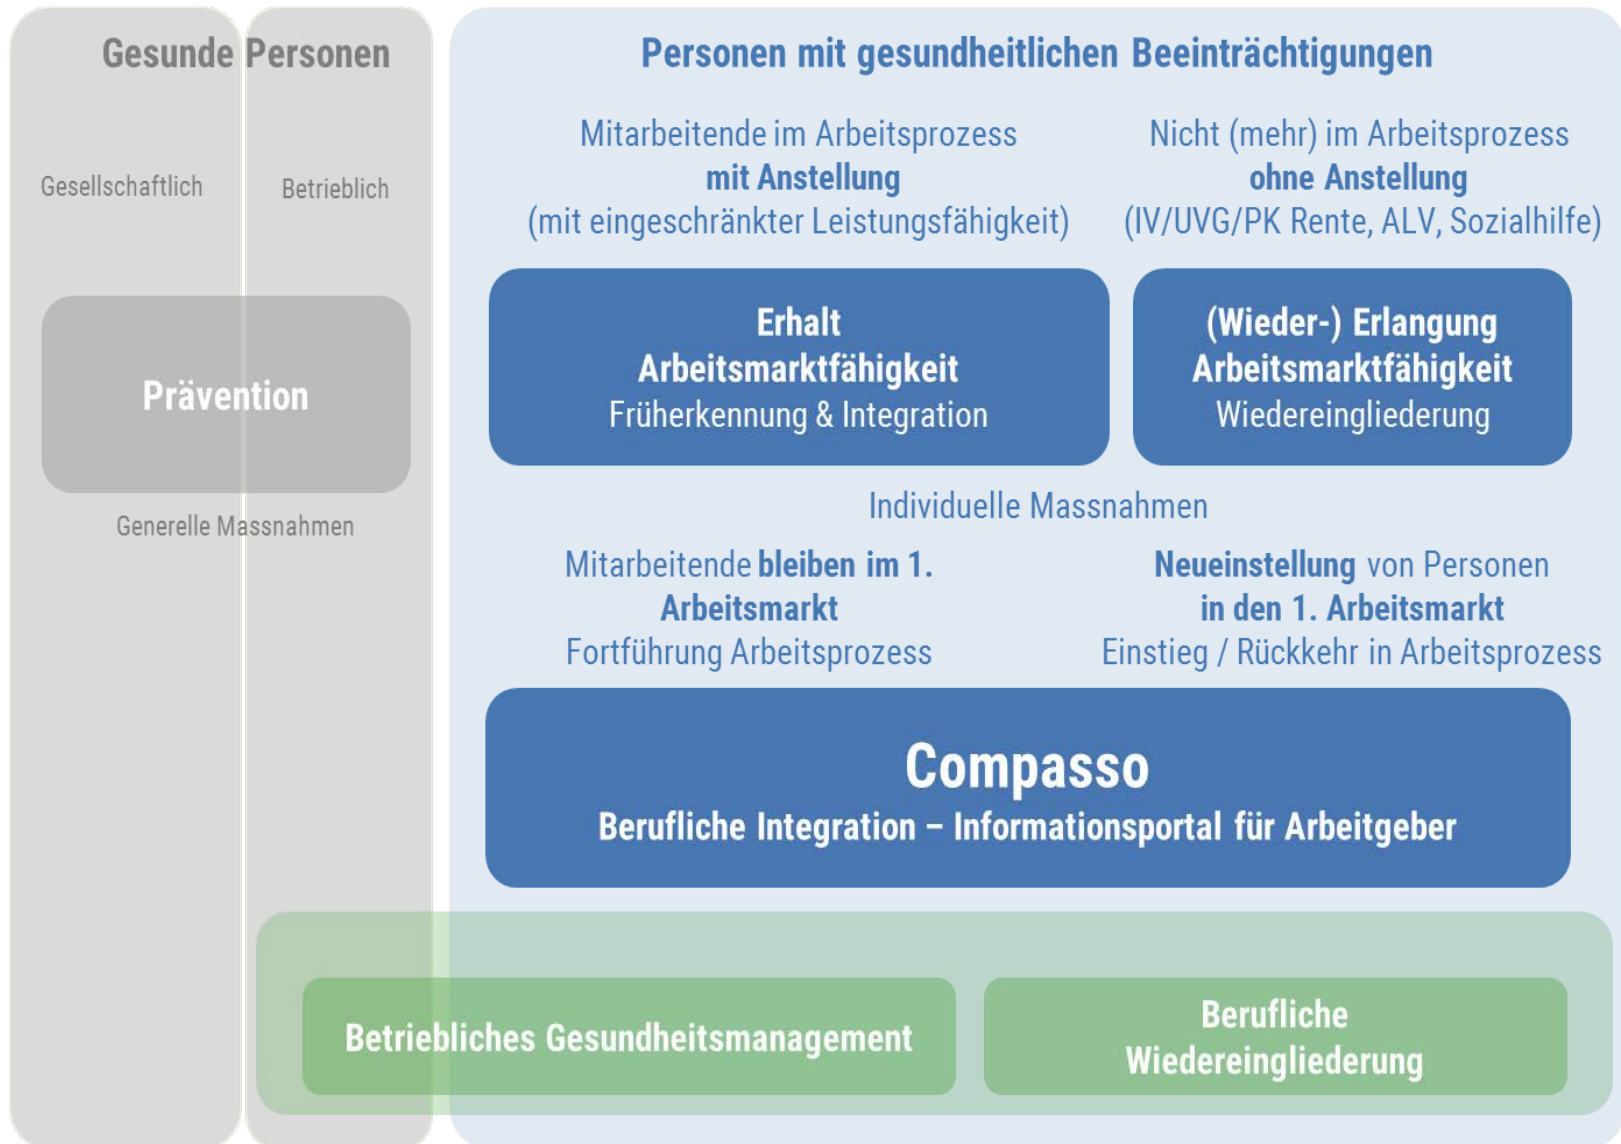 Gesunde Personen
Gesellschaftlich
Betrieblich
Prävention
Generelle Massnahmen
Personen mit gesundheitlichen Beeinträchtigungen
Mitarbeitende im Arbeitsprozess
mit Anstellung
(mit eingeschränkter Leistungsfähigkeit)
Nicht (mehr) im Arbeitsprozess
ohne Anstellung
(IV/UVG/PK Rente, ALV, Sozialhilfe)
Erhalt
Arbeitsmarktfähigkeit
Früherkennung & Integration
(Wieder-) Erlangung
Arbeitsmarktfähigkeit
Wiedereingliederung
Individuelle Massnahmen
Mitarbeitende bleiben im 1.
Arbeitsmarkt
Fortführung Arbeitsprozess
Neueinstellung von Personen
in den 1. Arbeitsmarkt
Einstieg / Rückkehr in Arbeitsprozess
Compasso
Berufliche Integration – Informationsportal für Arbeitgeber
Betriebliches Gesundheitsmanagement
Berufliche
Wiedereingliederung